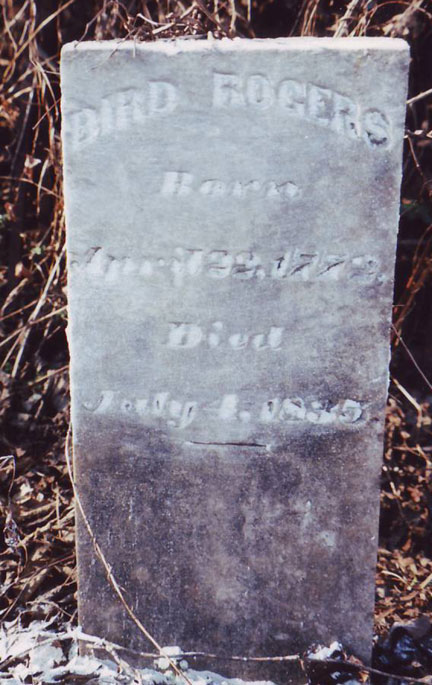 BIRD ROGERS
Born
April 22, 1772.
Died
July 4, 1835